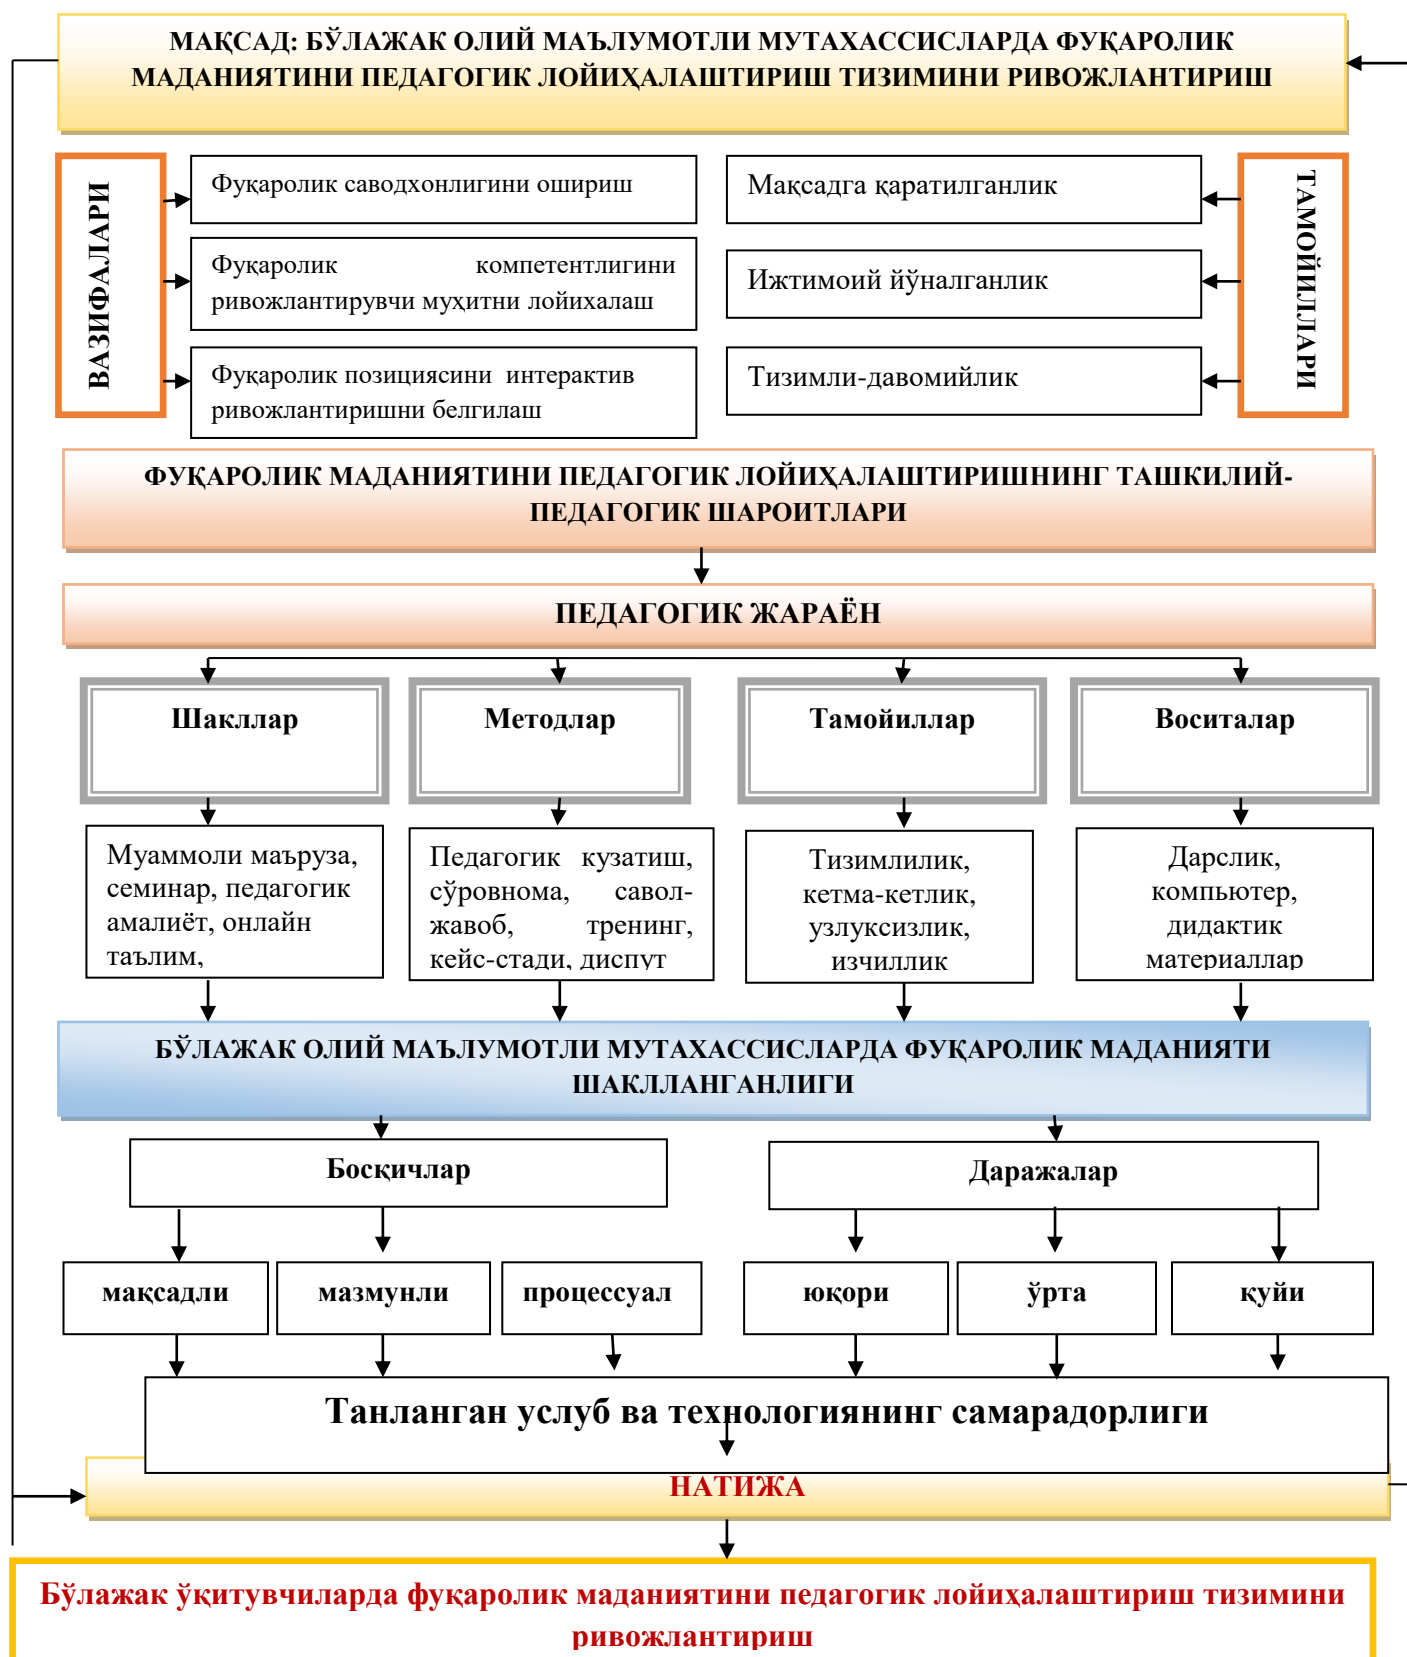 МАҚСАД: БЎЛАЖАК ОЛИЙ МАЪЛУМОТЛИ МУТАХАССИСЛАРДА ФУҚАРОЛИК
МАДАНИЯТИНИ ПЕДАГОГИК ЛОЙИҲАЛАШТИРИШ ТИЗИМИНИ РИВОЖЛАНТИРИШ
ВАЗИФАЛАРИ
Фуқаролик саводхонлигини ошириш
Фуқаролик компетентлигини
ривожлантирувчи муҳитни лойихалаш
Фуқаролик позициясини интерактив
ривожлантиришни белгилаш
Мақсадга қаратилганлик
Ижтимоий йўналганлик
Тизимли-давомийлик
ТАМОЙИЛЛАРИ
ФУҚАРОЛИК МАДАНИЯТИНИ ПЕДАГОГИК ЛОЙИҲАЛАШТИРИШНИНГ ТАШКИЛИЙ-
ПЕДАГОГИК ШАРОИТЛАРИ
ПЕДАГОГИК ЖАРАЁН
Шакллар
Методлар
Тамойиллар
Воситалар
Муаммоли маъруза,
семинар, педагогик
амалиёт, онлайн
таълим,
Педагогик кузатиш,
сўровнома, савол-
жавоб, тренинг,
кейс-стади, диспут
Тизимлилик,
кетма-кетлик,
узлуксизлик,
изчиллик
Дарслик,
компьютер,
дидактик
материаллар
БЎЛАЖАК ОЛИЙ МАЪЛУМОТЛИ МУТАХАССИСЛАРДА ФУҚАРОЛИК МАДАНИЯТИ
ШАКЛЛАНГАНЛИГИ
Босқичлар
Даражалар
мақсадли
мазмунли
процессуал
юқори
ўрта
қуйи
Танланган услуб ва технологиянинг самарадорлиги
НАТИЖА
Бўлажак ўқитувчиларда фуқаролик маданиятини педагогик лойиҳалаштириш тизимини
ривожлантириш